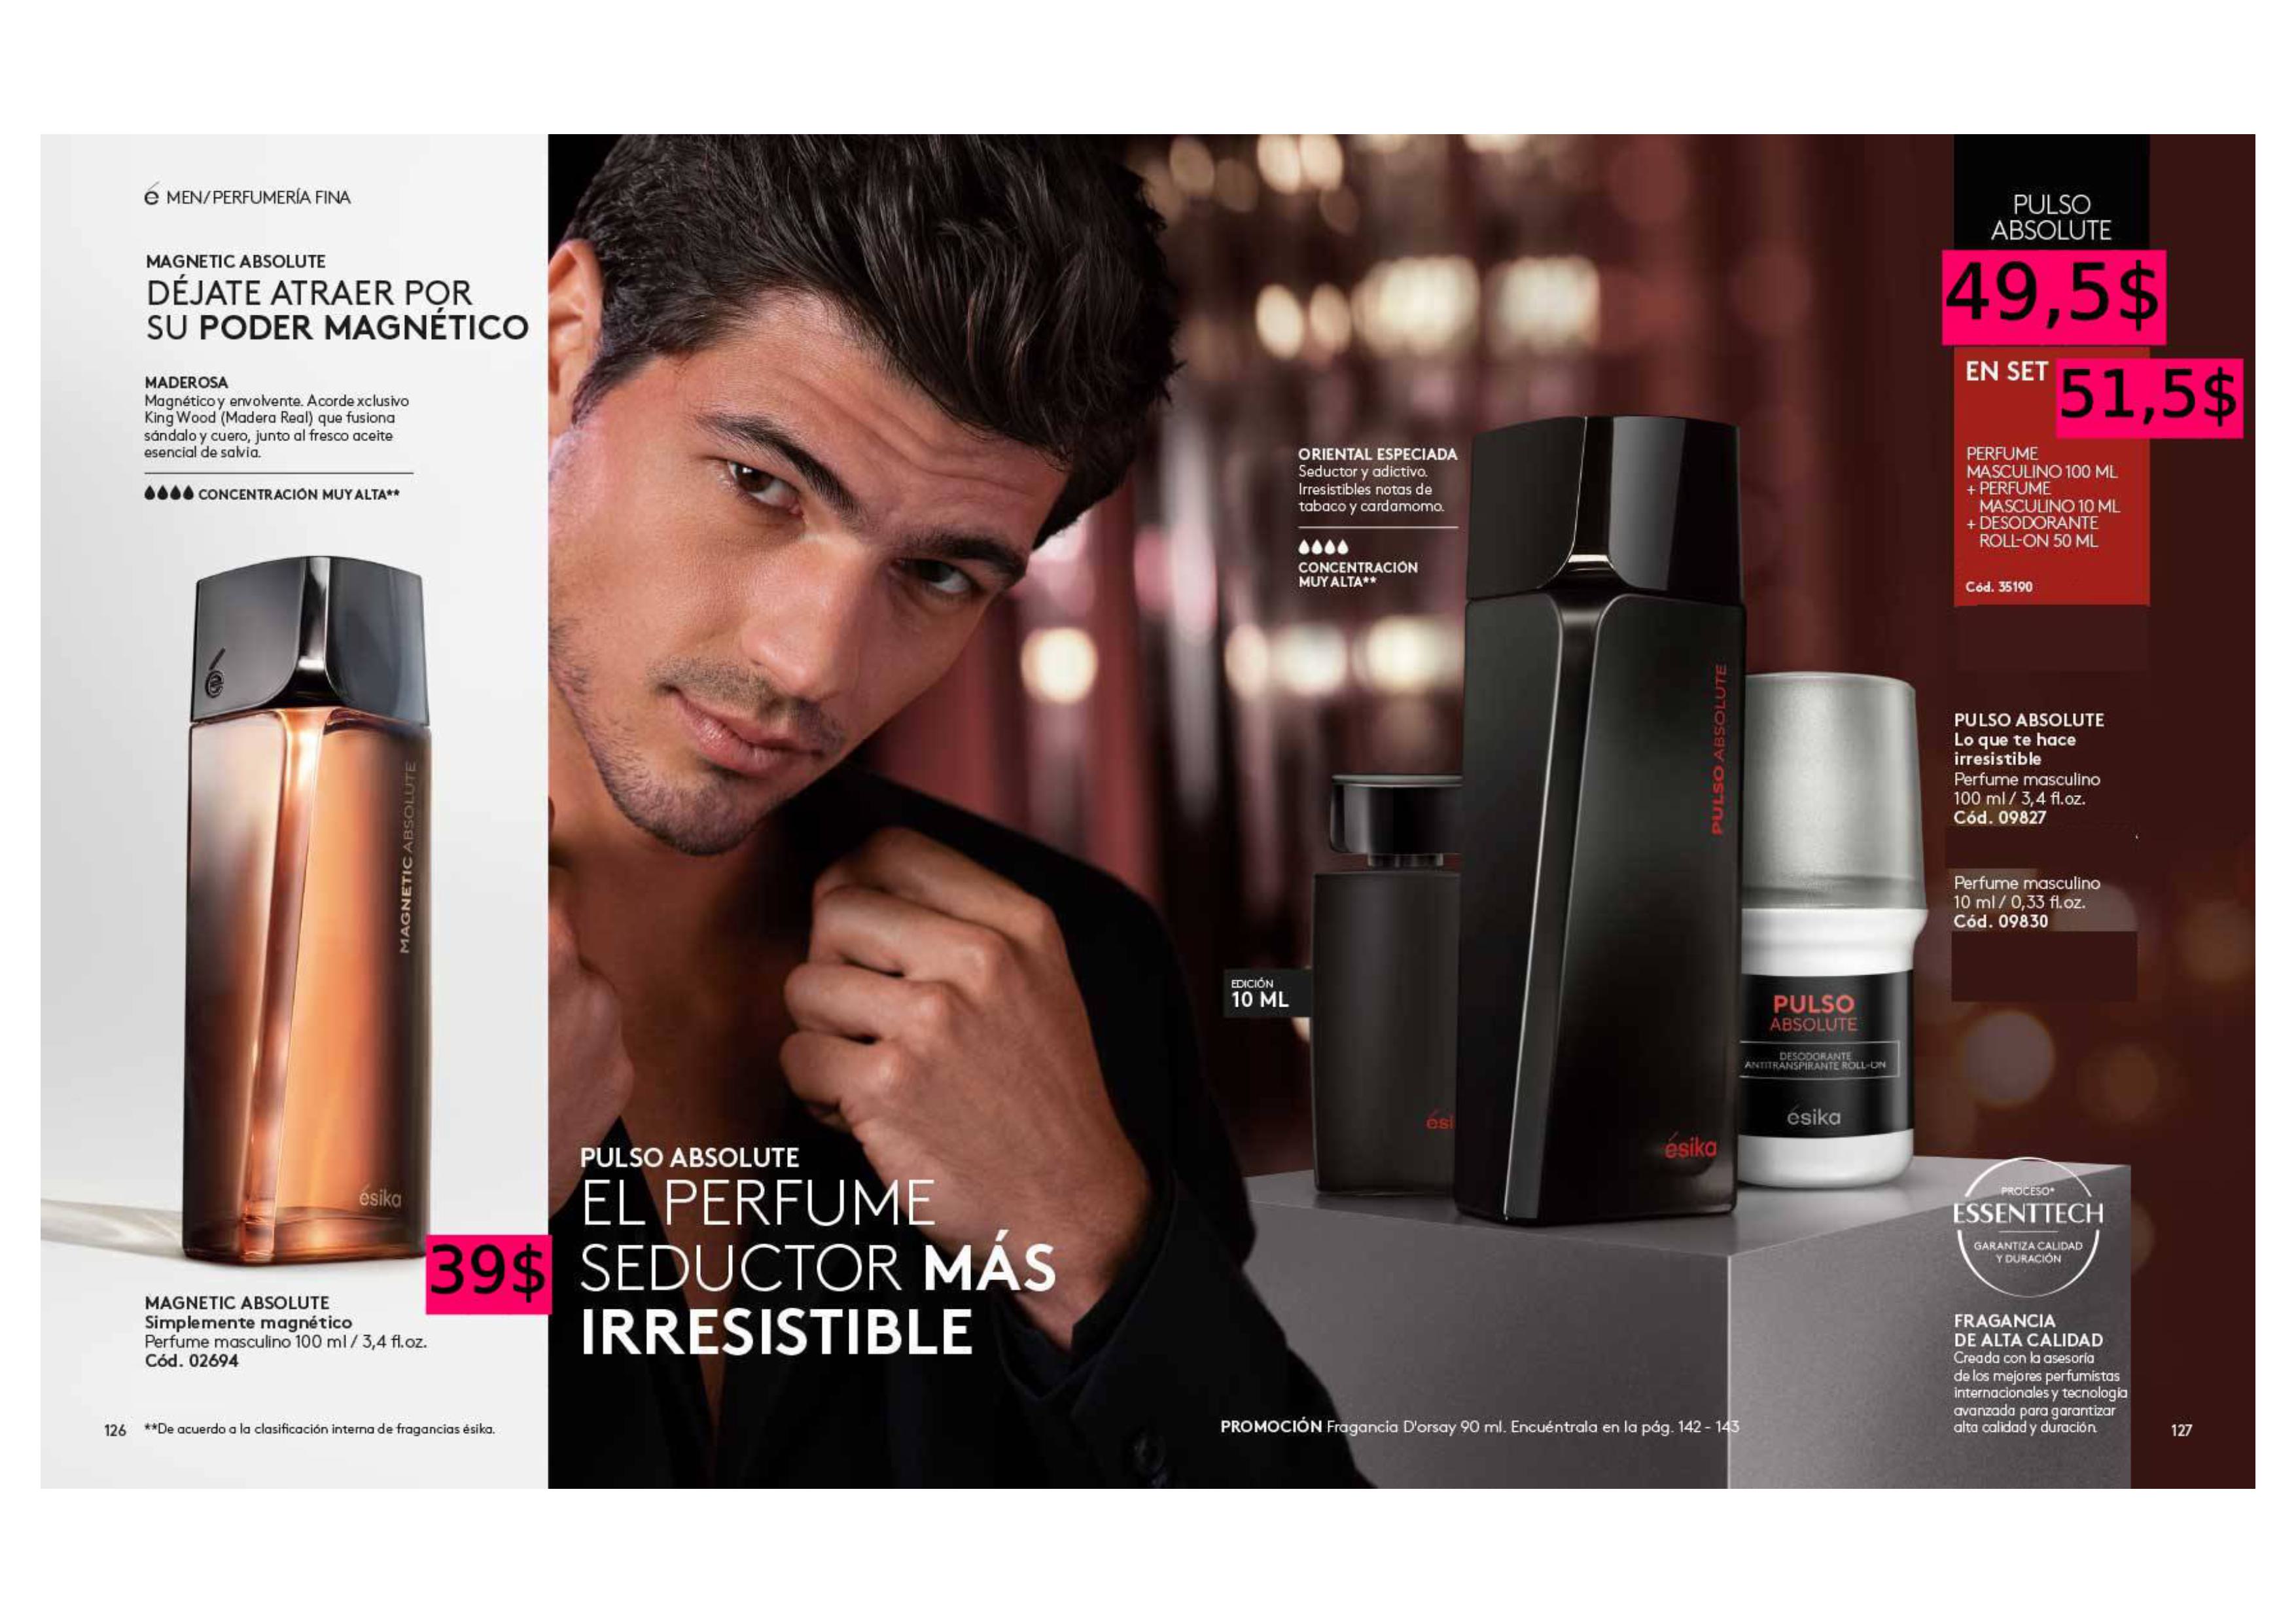 é MEN/PERFUMERÍA FINA
MAGNETIC ABSOLUTE
DÉJATE ATRAER POR
SU PODER MAGNÉTICO
MADEROSA
Magnético y envolvente. Acorde xclusivo
King Wood (Madera Real) que fusiona
sándalo y cuero, junto al fresco aceite
esencial de salvia.
CONCENTRACIÓN MUY ALTA**
é
MAGNETIC ABSOLUTE
ésika
39$
MAGNETIC ABSOLUTE
Simplemente magnético
Perfume masculino 100 ml / 3,4 fl.oz.
Cód. 02694
126 **De acuerdo a la clasificación interna de fragancias ésika.
PULSO ABSOLUTE
EL PERFUME
SEDUCTOR MÁS
IRRESISTIBLE
ORIENTAL ESPECIADA
Seductor y adictivo.
Irresistibles notas de
tabaco y cardamomo.
CONCENTRACIÓN
MUY ALTA**
EDICIÓN
10 ML
ési
PULSO ABSOLUTE
ésika
PULSO
ABSOLUTE
DESODORANTE
ANTITRANSPIRANTE ROLL-ON
ésika
PROMOCIÓN Fragancia D'orsay 90 ml. Encuéntrala en la pág. 142 - 143
PULSO
ABSOLUTE
49,5$
EN SET 51,5$
PERFUME
MASCULINO 100 ML
+ PERFUME
MASCULINO 10 ML
+ DESODORANTE
ROLL-ON 50 ML
Cód. 35190
PULSO ABSOLUTE
Lo que te hace
irresistible
Perfume masculino
100 ml / 3,4 fl.oz.
Cód. 09827
Perfume masculino
10 ml / 0,33 fl.oz.
Cód. 09830
PROCESO*
ESSENTTECH
GARANTIZA CALIDAD
Y DURACIÓN
FRAGANCIA
DE ALTA CALIDAD
Creada con la asesoría
de los mejores perfumistas
internacionales y tecnología
avanzada para garantizar
alta calidad y duración.
127